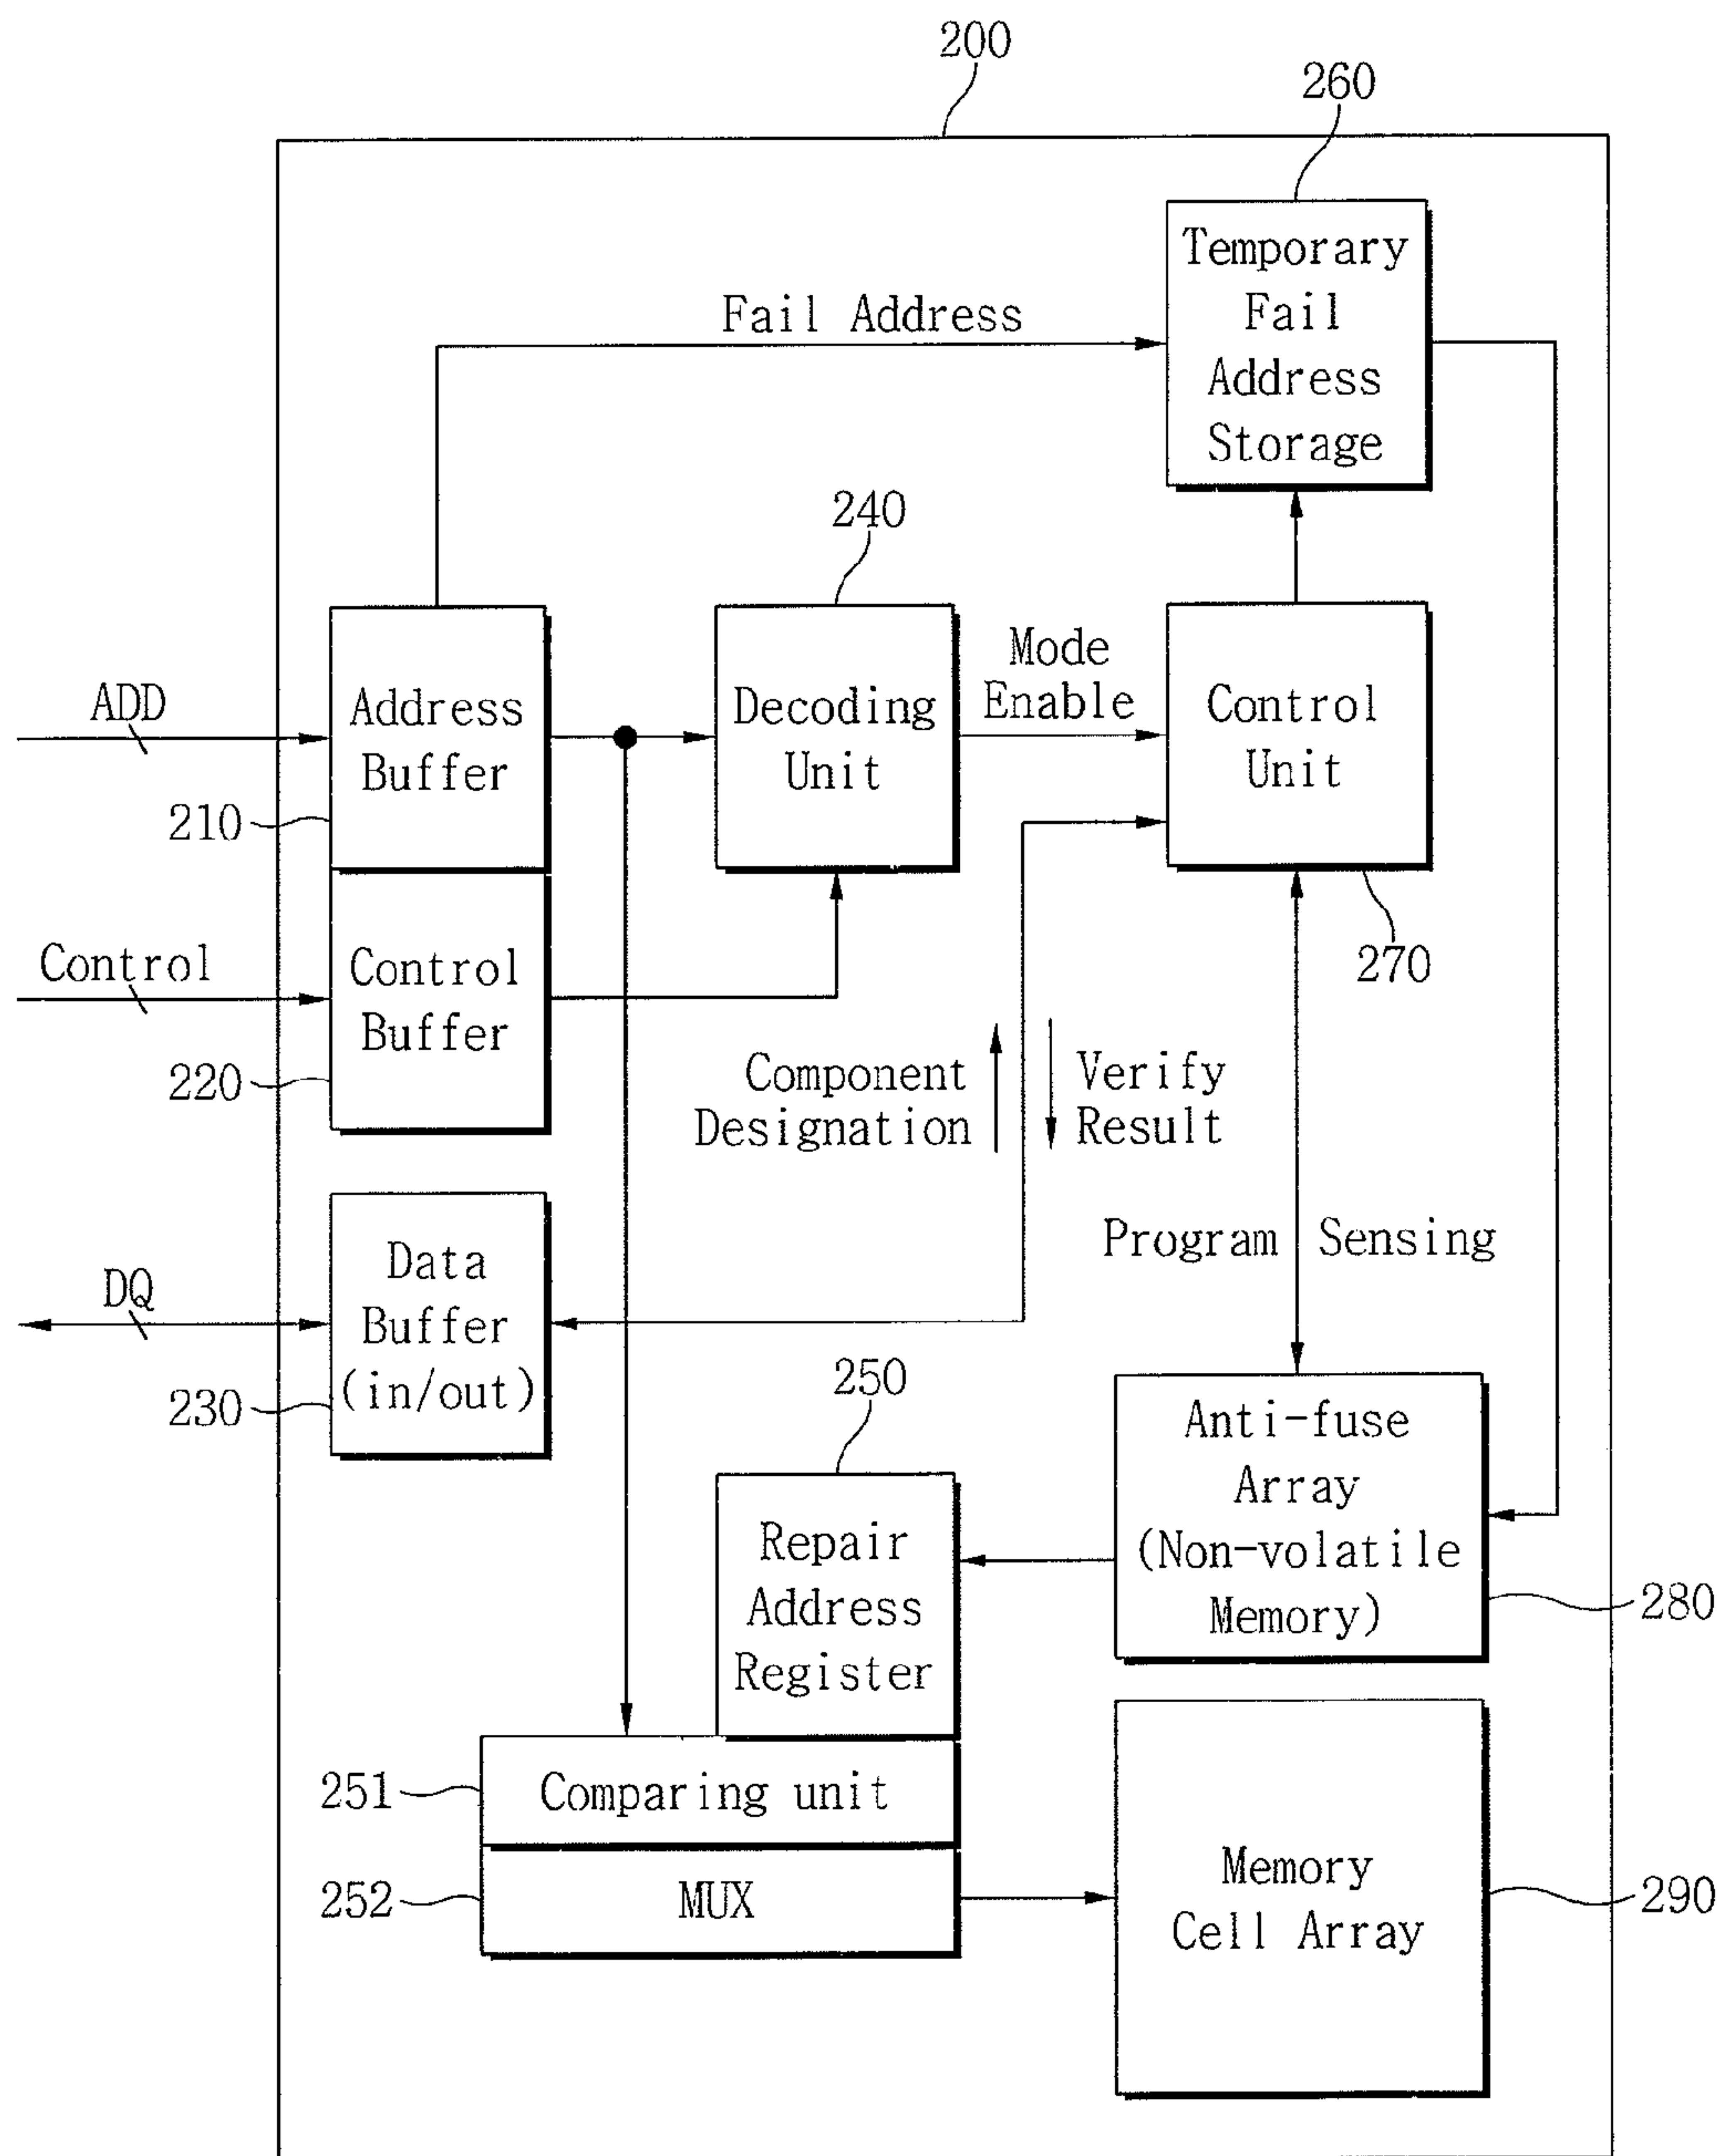 200
260
Temporary
Fail
Address
Storage
Fail Address
240
Mode
Enable
ADD
Address
Buffer
Decoding
Unit
Control
Unit
210
Control
Control
Buffer
270
220
Component
Designation
Verify
Result
Program
Sensing
DQ
Data
Buffer
(in/out)
230
250
Anti-fuse
Array
(Non-volatile
Memory)
280
Repair
Address
Register
251
Comparing unit
252
MUX
Memory
Cell Array
290